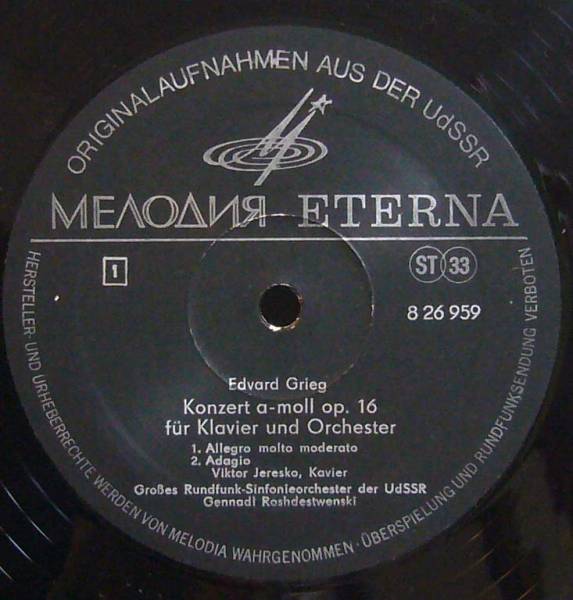 ORIGINALAUFNAHMEN AUS DER UdSSR
МЕЛОДИЯ ETERNA
1
ST 33
8 26 959
Edvard Grieg
Konzert a-moll op. 16
für Klavier und Orchester
1. Allegro molto moderato
2. Adagio
Viktor Jeresko, Kavier
Großes Rundfunk-Sinfonieorchester der UdSSR
Gennadi Roshdestwenski
HERSTELLER- UND URHEBERRECHTE WERDEN VON MELODIA WAHRGENOMMEN · ÜBERSPIELUNG UND RUNDFUNKSENDUNG VERBOTEN